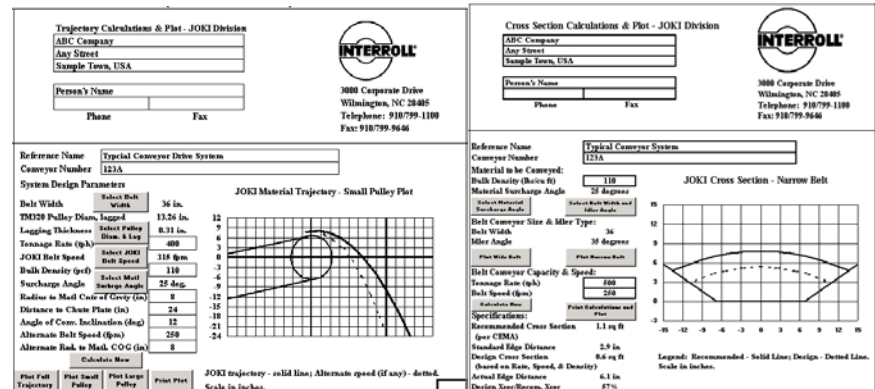 Trajectory Calculations & Plot - JOKI Division
ABC Company
Any Street
Sample Town, USA
Person's Name
Phone Fax
INTERROLL
3000 Corporate Drive
Wilmington, NC 28405
Telephone: 910/799-1100
Fax: 910/799-9646
Reference Name Typcial Conveyor Drive System
Conveyor Number 123A
System Design Parameters
Belt Width Select Belt Width 36 in.
TM320 Pulley Diam, lagged 13.26 in.
Lagging Thickness Select Pulley Diam. & Lag 0.31 in.
Tonnage Rate (tph) 400
JOKI Belt Speed Select JOKI Belt Speed 315 fpm
Bulk Density (pcf) 110
Surcharge Angle Select Matl Surharge Angle 25 deg.
Radius to Matl Cntr of Grvty (in) 8
Distance to Chute Plate (in) 24
Angle of Conv. Inclination (deg) 12
Alternate Belt Speed (fpm) 250
Alternate Rad. to Matl. COG (in) 8
Calculate Now
Plot Full Trajectory Plot Small Pulley Plot Large Pulley Print Plot
JOKI Material Trajectory - Small Pulley Plot
12
9
6
3
0
-3
-6
-9
-12
-15
-18
-21
-24
JOKI trajectory - solid line; Alternate speed (if any) - dotted.
Scale in inches.
Cross Section Calculations & Plot - JOKI Division
ABC Company
Any Street
Sample Town, USA
Person's Name
Phone Fax
INTERROLL
3000 Corporate Drive
Wilmington, NC 28405
Telephone: 910/799-1100
Fax: 910/799-9646
Reference Name Typical Conveyor System
Conveyor Number 123A
Material to be Conveyed:
Bulk Density (lbs/cu ft) 110
Material Surcharge Angle 25 degrees
Select Material Surcharge Angle Select Belt Width and Idler Angle
Belt Conveyor Size & Idler Type:
Belt Width 36
Idler Angle 35 degrees
Plot Wide Belt Plot Narrow Belt
Belt Conveyor Capacity & Speed:
Tonnage Rate (tph) 500
Belt Speed (fpm) 250
Calculate Now Print Calculations and Plot
Specifications:
Recommended Cross Section 1.1 sq ft
(per CEMA)
Standard Edge Distance 2.9 in
Design Cross Section 0.6 sq ft
(based on Rate, Speed, & Density)
Actual Edge Distance 6.1 in
Design Xsec/Recom. Xsec 57%
JOKI Cross Section - Narrow Belt
15
12
9
6
3
0
-3
-15 -12 -9 -6 -3 0 3 6 9 12 15
Legend: Recommended - Solid Line; Design - Dotted Line.
Scale in inches.